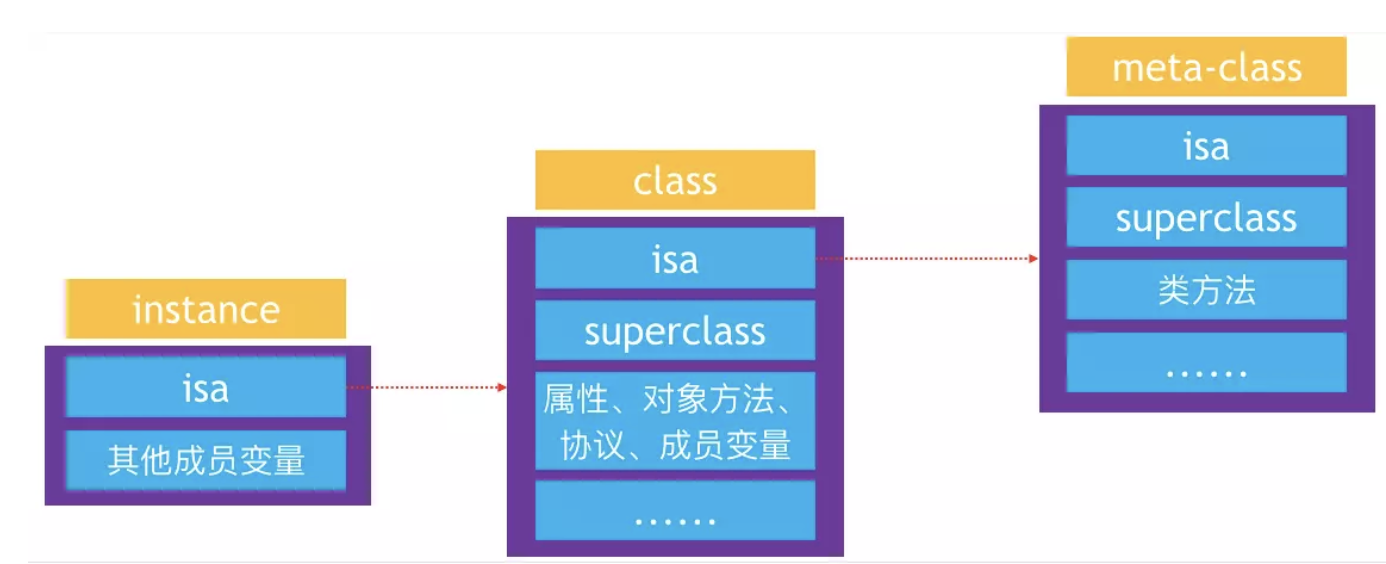 instance
isa
其他成员变量
class
isa
superclass
属性、对象方法、
协议、成员变量
......
meta-class
isa
superclass
类方法
......